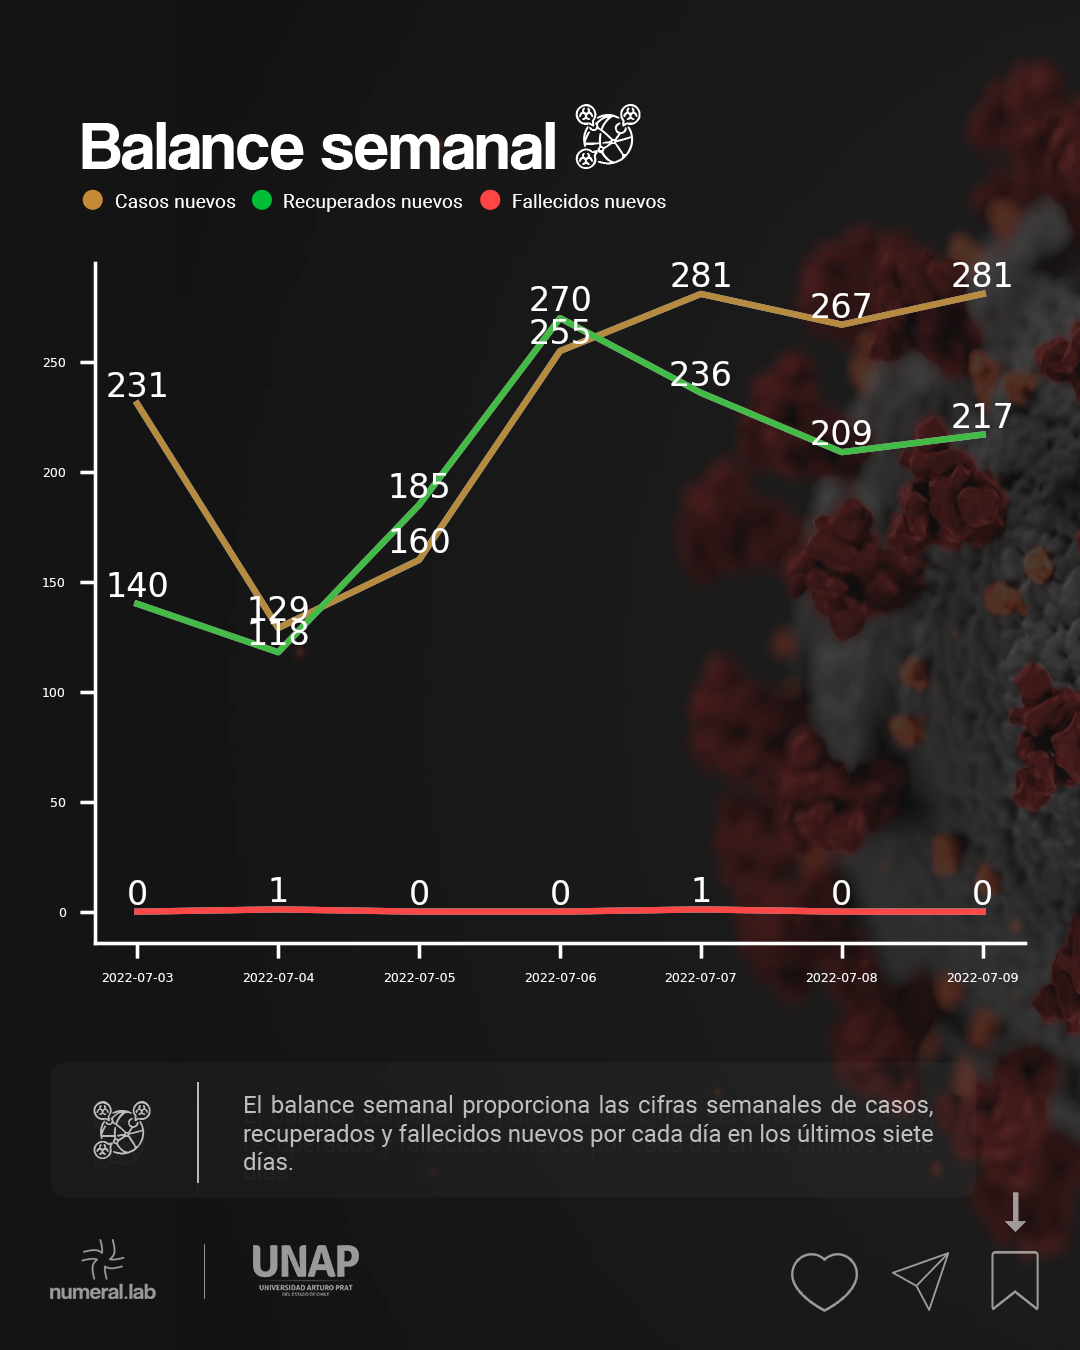 Balance semanal
Casos nuevos Recuperados nuevos Fallecidos nuevos
281 281
270
267
255
250
236
231
217
209
200
185
160
150
140
129
118
100
50
0 1 0 0 1 0 0
0
2022-07-03 2022-07-04 2022-07-05 2022-07-06 2022-07-07 2022-07-08 2022-07-09
El balance semanal proporciona las cifras semanales de casos,
recuperados y fallecidos nuevos por cada día en los últimos siete
días.
numeral.lab
UNAP
UNIVERSIDAD ARTURO PRAT
DEL ESTADO DE CHILE